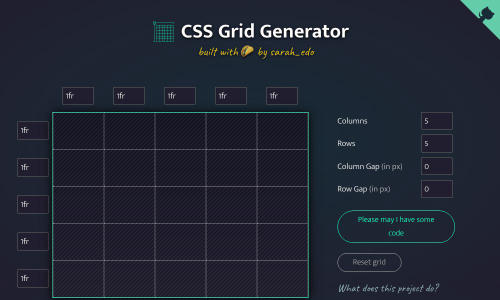 CSS Grid Generator
built with by sarah_edo
1fr 1fr 1fr 1fr 1fr
1fr
1fr
1fr
1fr
1fr
Columns 5
Rows 5
Column Gap (in px) 0
Row Gap (in px) 0
Please may I have some
code
Reset grid
What does this project do?